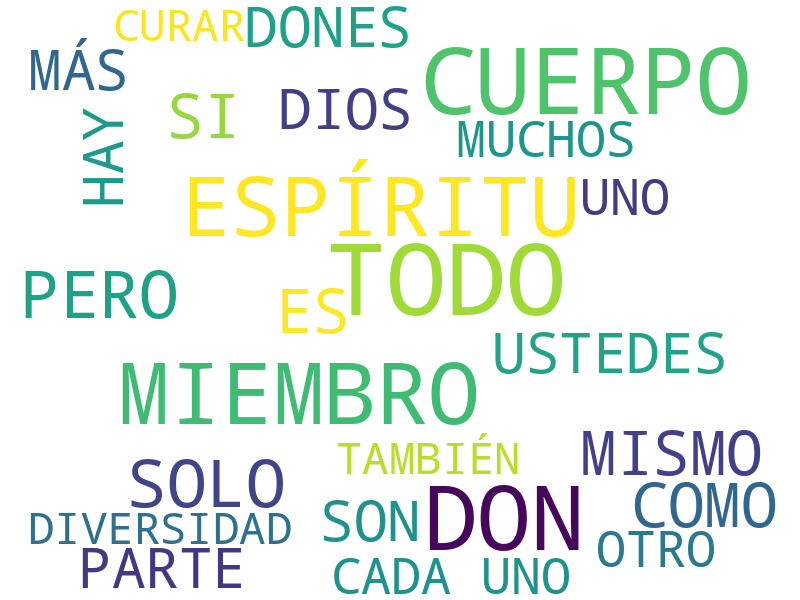 CURAR
DONES
MÁS
CUERPO
SI
DIOS
HAY
MUCHOS
ESPÍRITU
UNO
TODO
PERO
ES
USTEDES
MIEMBRO
TAMBIÉN
MISMO
SOLO
DON
COMO
DIVERSIDAD
SON
OTRO
PARTE
CADA UNO